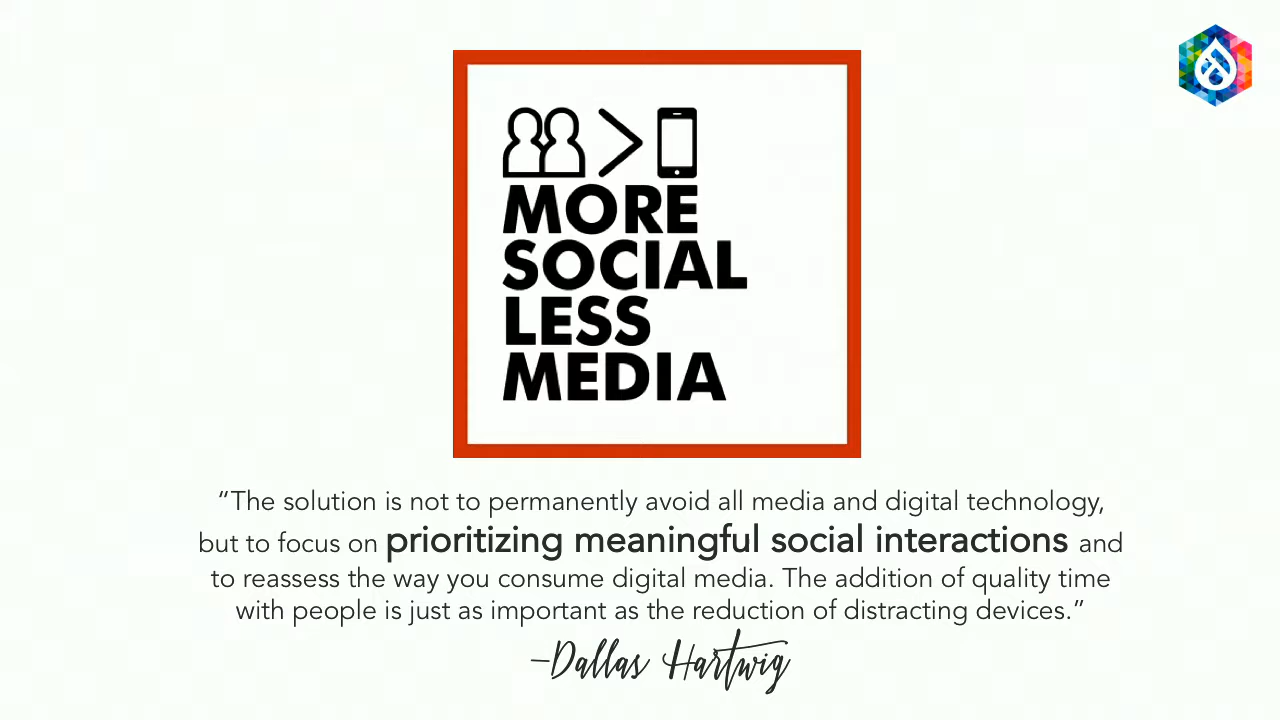 MORE
SOCIAL
LESS
MEDIA
“The solution is not to permanently avoid all media and digital technology,
but to focus on prioritizing meaningful social interactions and
to reassess the way you consume digital media. The addition of quality time
with people is just as important as the reduction of distracting devices.”
–Dallas Hartwig